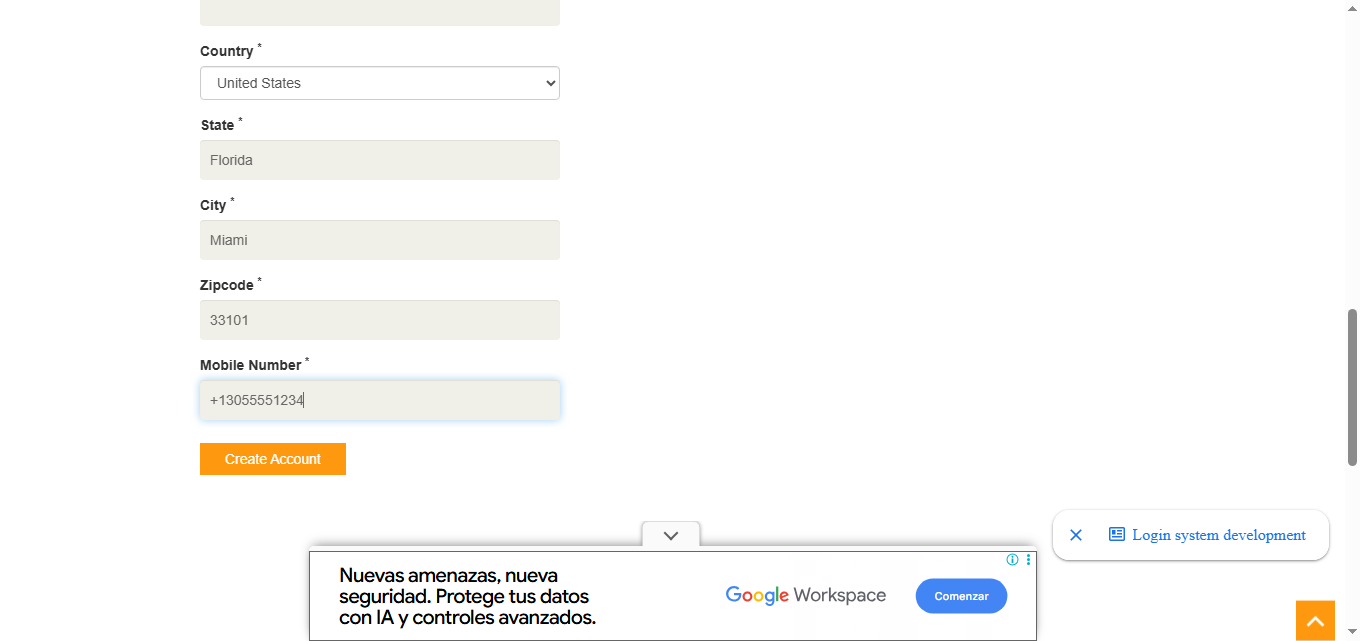 Country *
United States
State *
Florida
City *
Miami
Zipcode *
33101
Mobile Number *
+13055551234
Create Account
Login system development
Nuevas amenazas, nueva
seguridad. Protege tus datos
con IA y controles avanzados.
Google Workspace
Comenzar